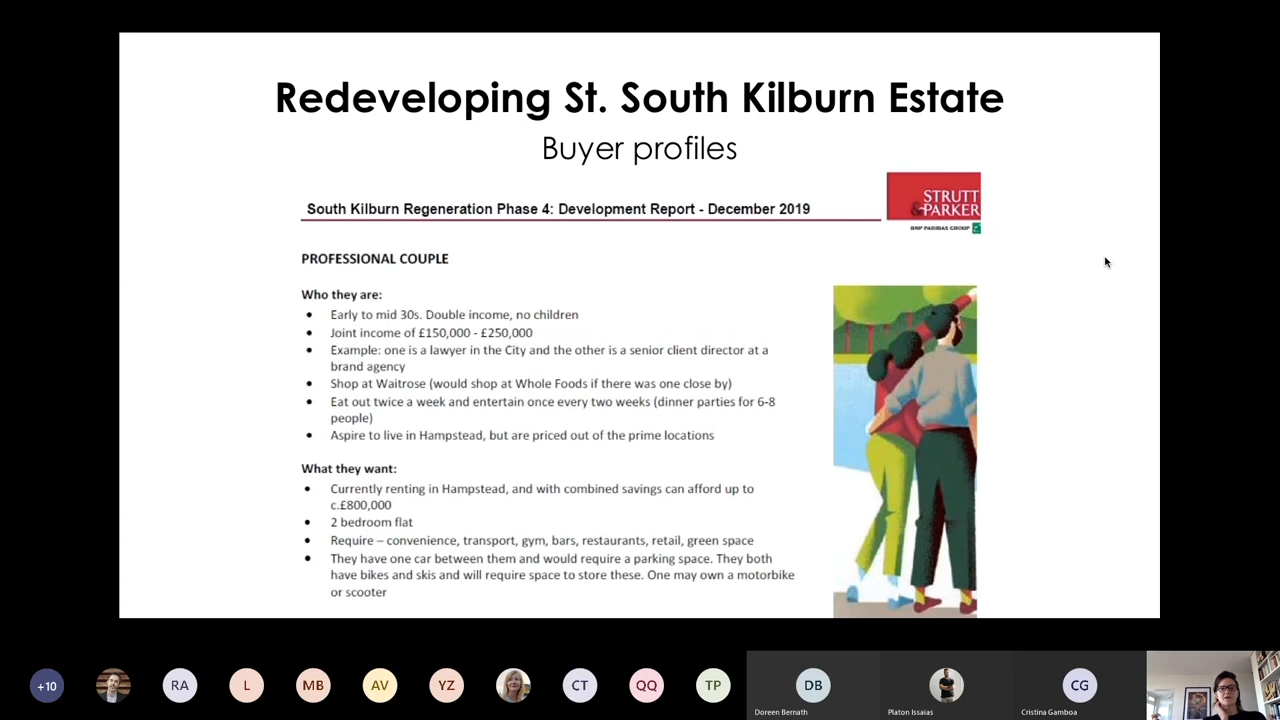 Redeveloping St. South Kilburn Estate
Buyer profiles
South Kilburn Regeneration Phase 4: Development Report - December 2019
STRUTT
&PARKER
BNP PARIBAS GROUP
PROFESSIONAL COUPLE
Who they are:
• Early to mid 30s. Double income, no children
• Joint income of £150,000 - £250,000
• Example: one is a lawyer in the City and the other is a senior client director at a
brand agency
• Shop at Waitrose (would shop at Whole Foods if there was one close by)
• Eat out twice a week and entertain once every two weeks (dinner parties for 6-8
people)
• Aspire to live in Hampstead, but are priced out of the prime locations
What they want:
• Currently renting in Hampstead, and with combined savings can afford up to
c.£800,000
• 2 bedroom flat
• Require – convenience, transport, gym, bars, restaurants, retail, green space
• They have one car between them and would require a parking space. They both
have bikes and skis and will require space to store these. One may own a motorbike
or scooter
+10 RA L MB AV YZ CT QQ TP DB CG
Doreen Bernath Platon Issaias Cristina Gamboa